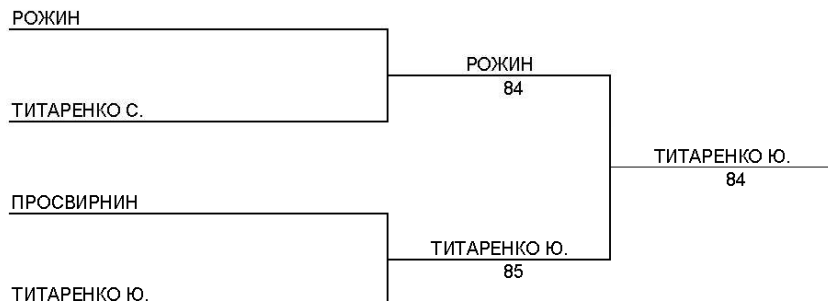 РОЖИН
РОЖИН
84
ТИТАРЕНКО С.
ТИТАРЕНКО Ю.
84
ПРОСВИРНИН
ТИТАРЕНКО Ю.
85
ТИТАРЕНКО Ю.